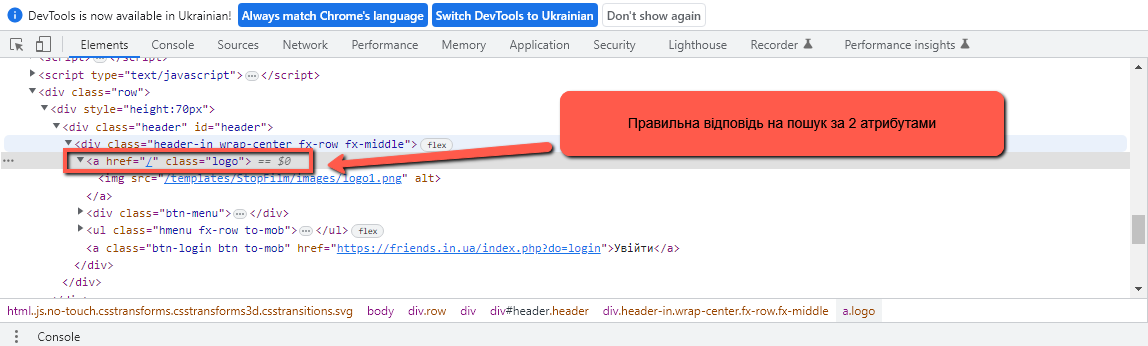 DevTools is now available in Ukrainian! Always match Chrome's language Switch DevTools to Ukrainian Don't show again
Elements Console Sources Network Performance Memory Application Security Lighthouse Recorder Performance insights
<script>…</script>
<script type="text/javascript">…</script>
<div class="row">
<div style="height:70px">
<div class="header" id="header">
<div class="header-in wrap-center fx-row fx-middle"> flex
<a href="/" class="logo"> == $0
<img src="/templates/StopFilm/images/logo1.png" alt>
</a>
<div class="btn-menu">…</div>
<ul class="hmenu fx-row to-mob">…</ul> flex
<a class="btn-login btn to-mob" href="https://friends.in.ua/index.php?do=login">Увійти</a>
</div>
</div>
</div>
Правильна відповідь на пошук за 2 атрибутами
html.js.no-touch.csstransforms.csstransforms3d.csstransitions.svg body div.row div div#header.header div.header-in.wrap-center.fx-row.fx-middle a.logo
Console